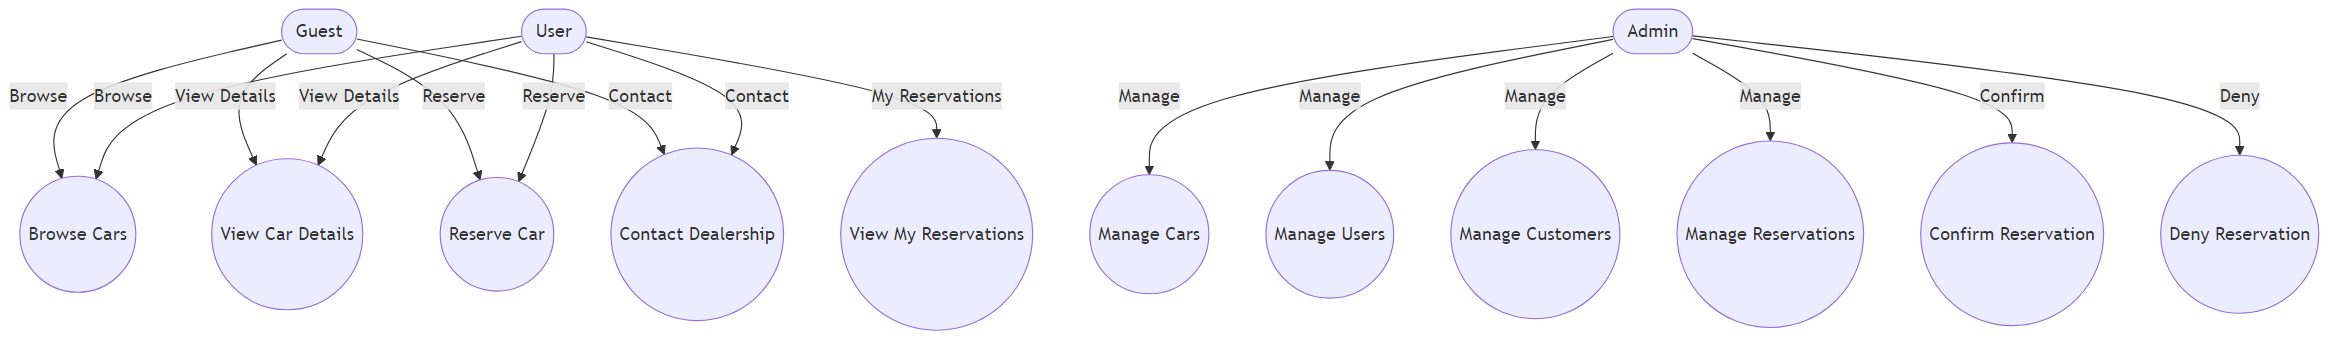 Guest
User
Admin
Browse
Browse
View Details
View Details
Reserve
Reserve
Contact
Contact
My Reservations
Manage
Manage
Manage
Manage
Confirm
Deny
Browse Cars
View Car Details
Reserve Car
Contact Dealership
View My Reservations
Manage Cars
Manage Users
Manage Customers
Manage Reservations
Confirm Reservation
Deny Reservation